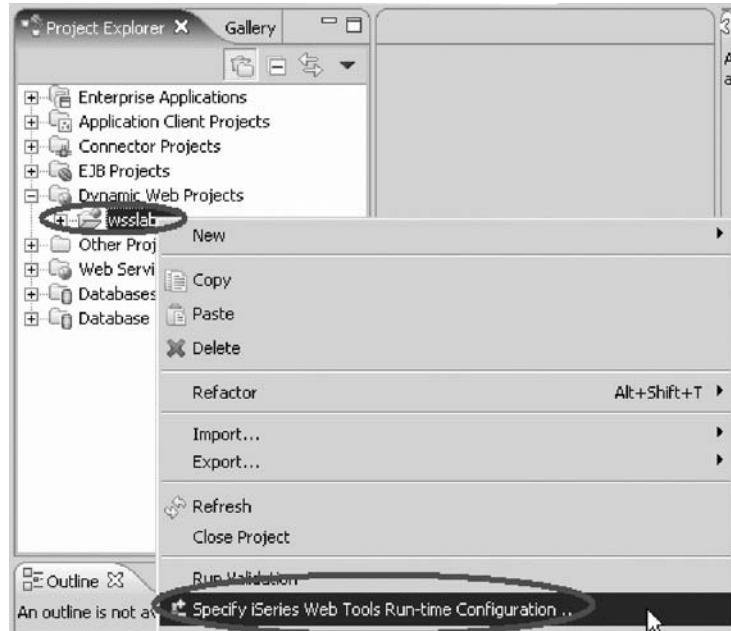 Project Explorer Gallery
Enterprise Applications
Application Client Projects
Connector Projects
EJB Projects
Dynamic Web Projects
wsslab
Other Proj
Web Servi
Databases
Database
New
Copy
Paste
Delete
Refactor Alt+Shift+T
Import...
Export...
Refresh
Close Project
Run Validation
Specify iSeries Web Tools Run-time Configuration ..
Outline
An outline is not av
A
a